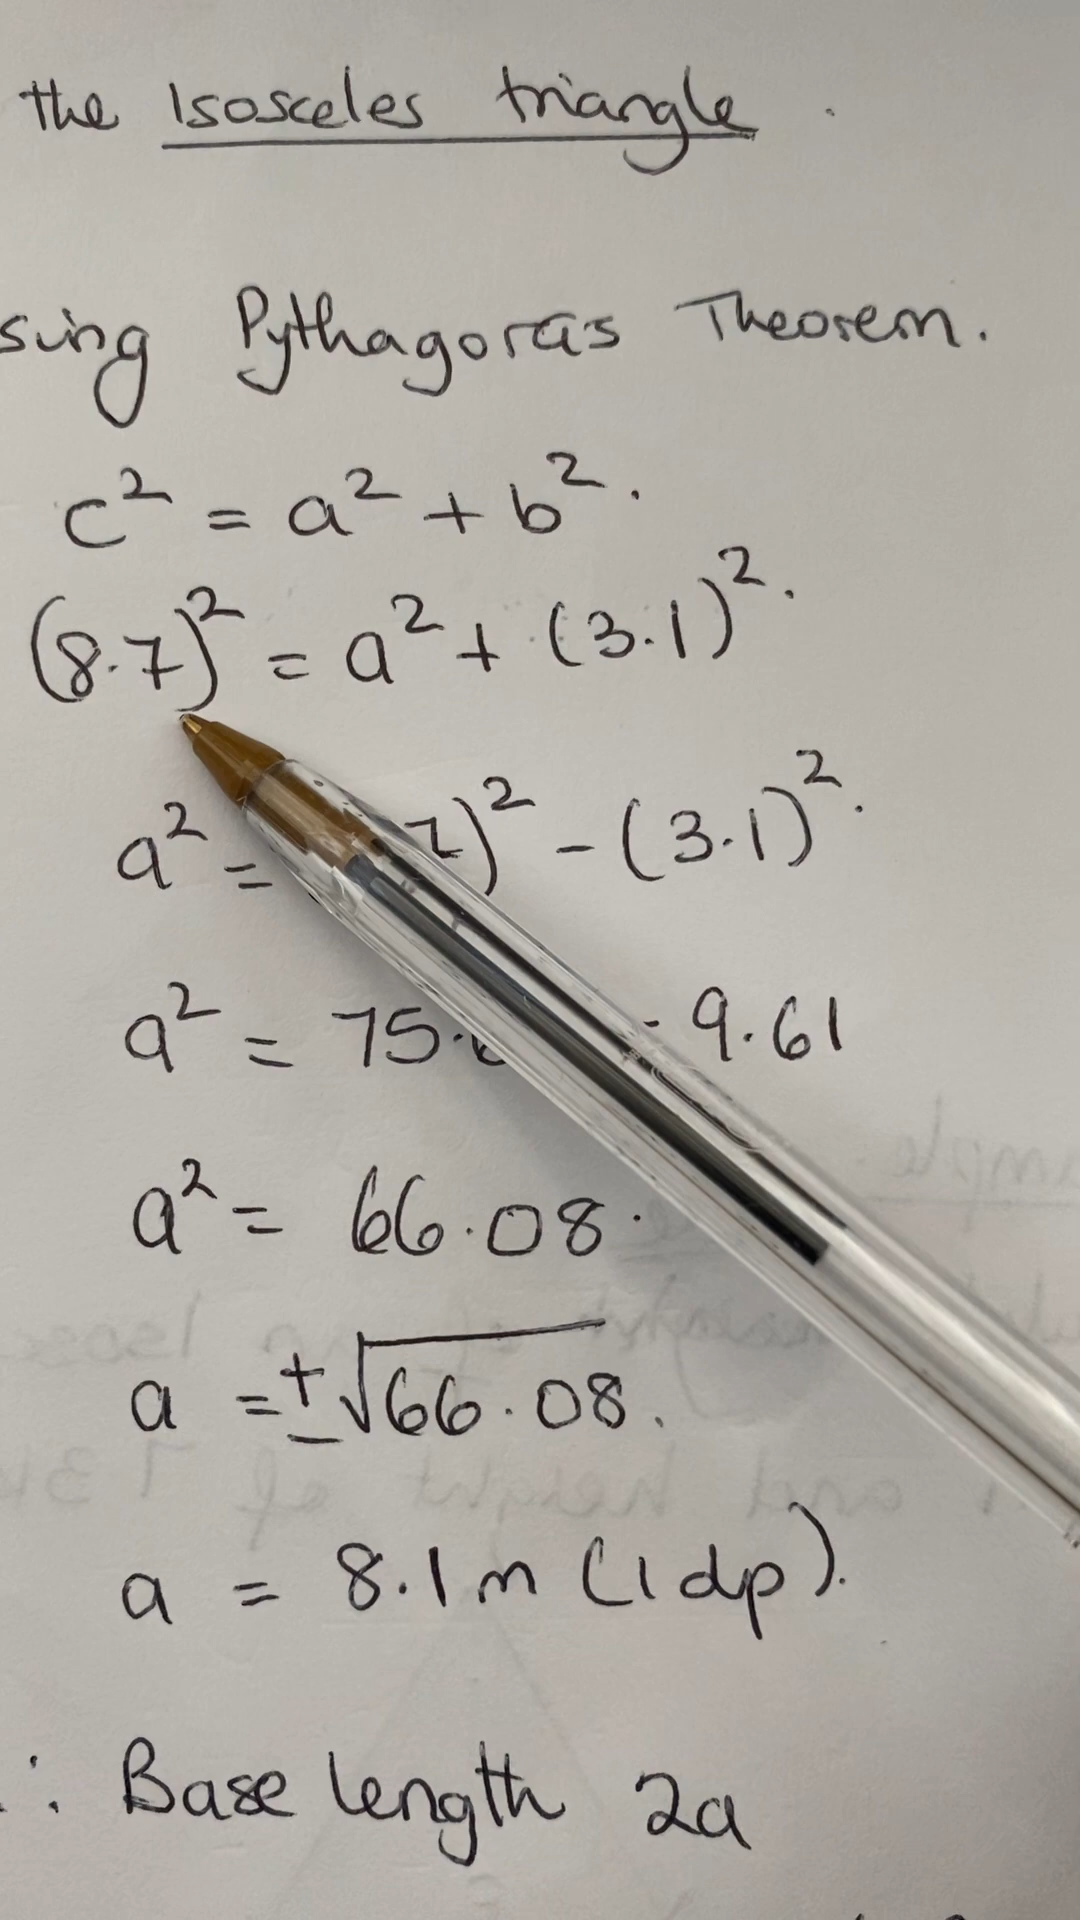 the Isosceles triangle.
sing Pythagoras Theorem.
c² = a² + b².
(8.7)² = a² + (3.1)².
a² = 7)² - (3.1)².
a² = 75. - 9.61
a² = 66.08.
a = ±√66.08.
a = 8.1m (1dp).
∴ Base length 2a